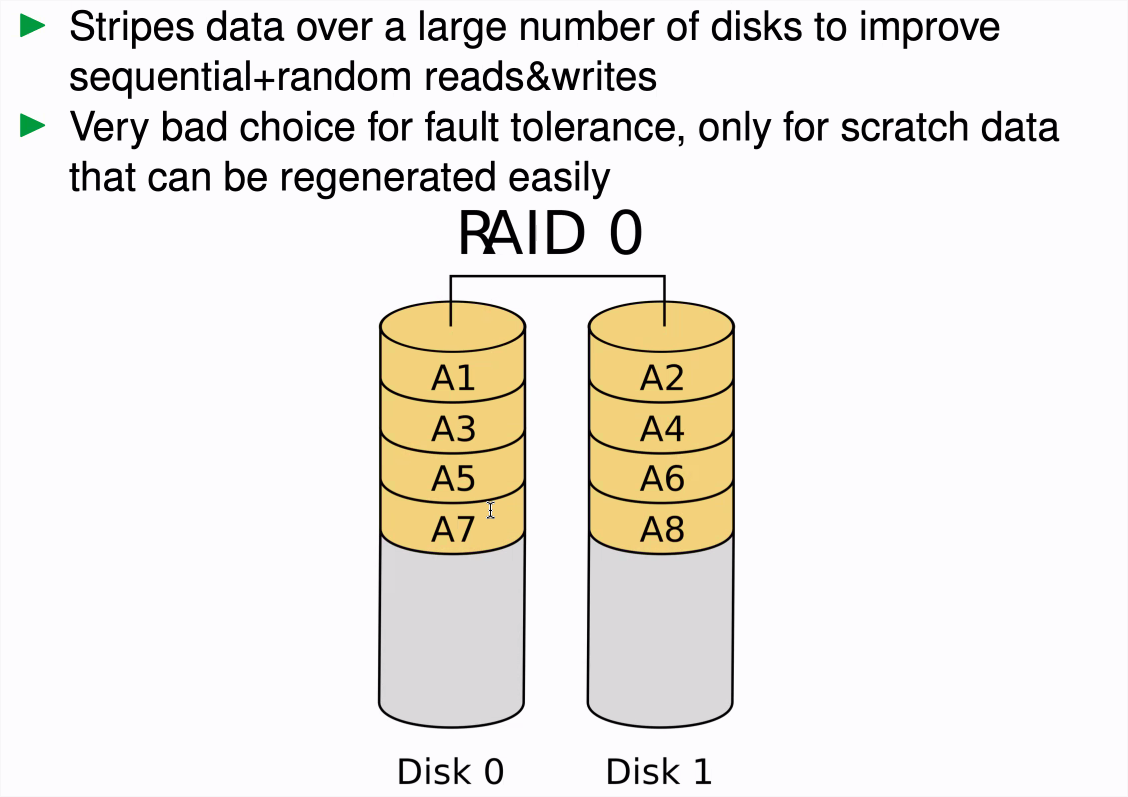 Stripes data over a large number of disks to improve
sequential+random reads&writes
Very bad choice for fault tolerance, only for scratch data
that can be regenerated easily
RAID 0
A1 A2
A3 A4
A5 A6
A7 A8
Disk 0 Disk 1